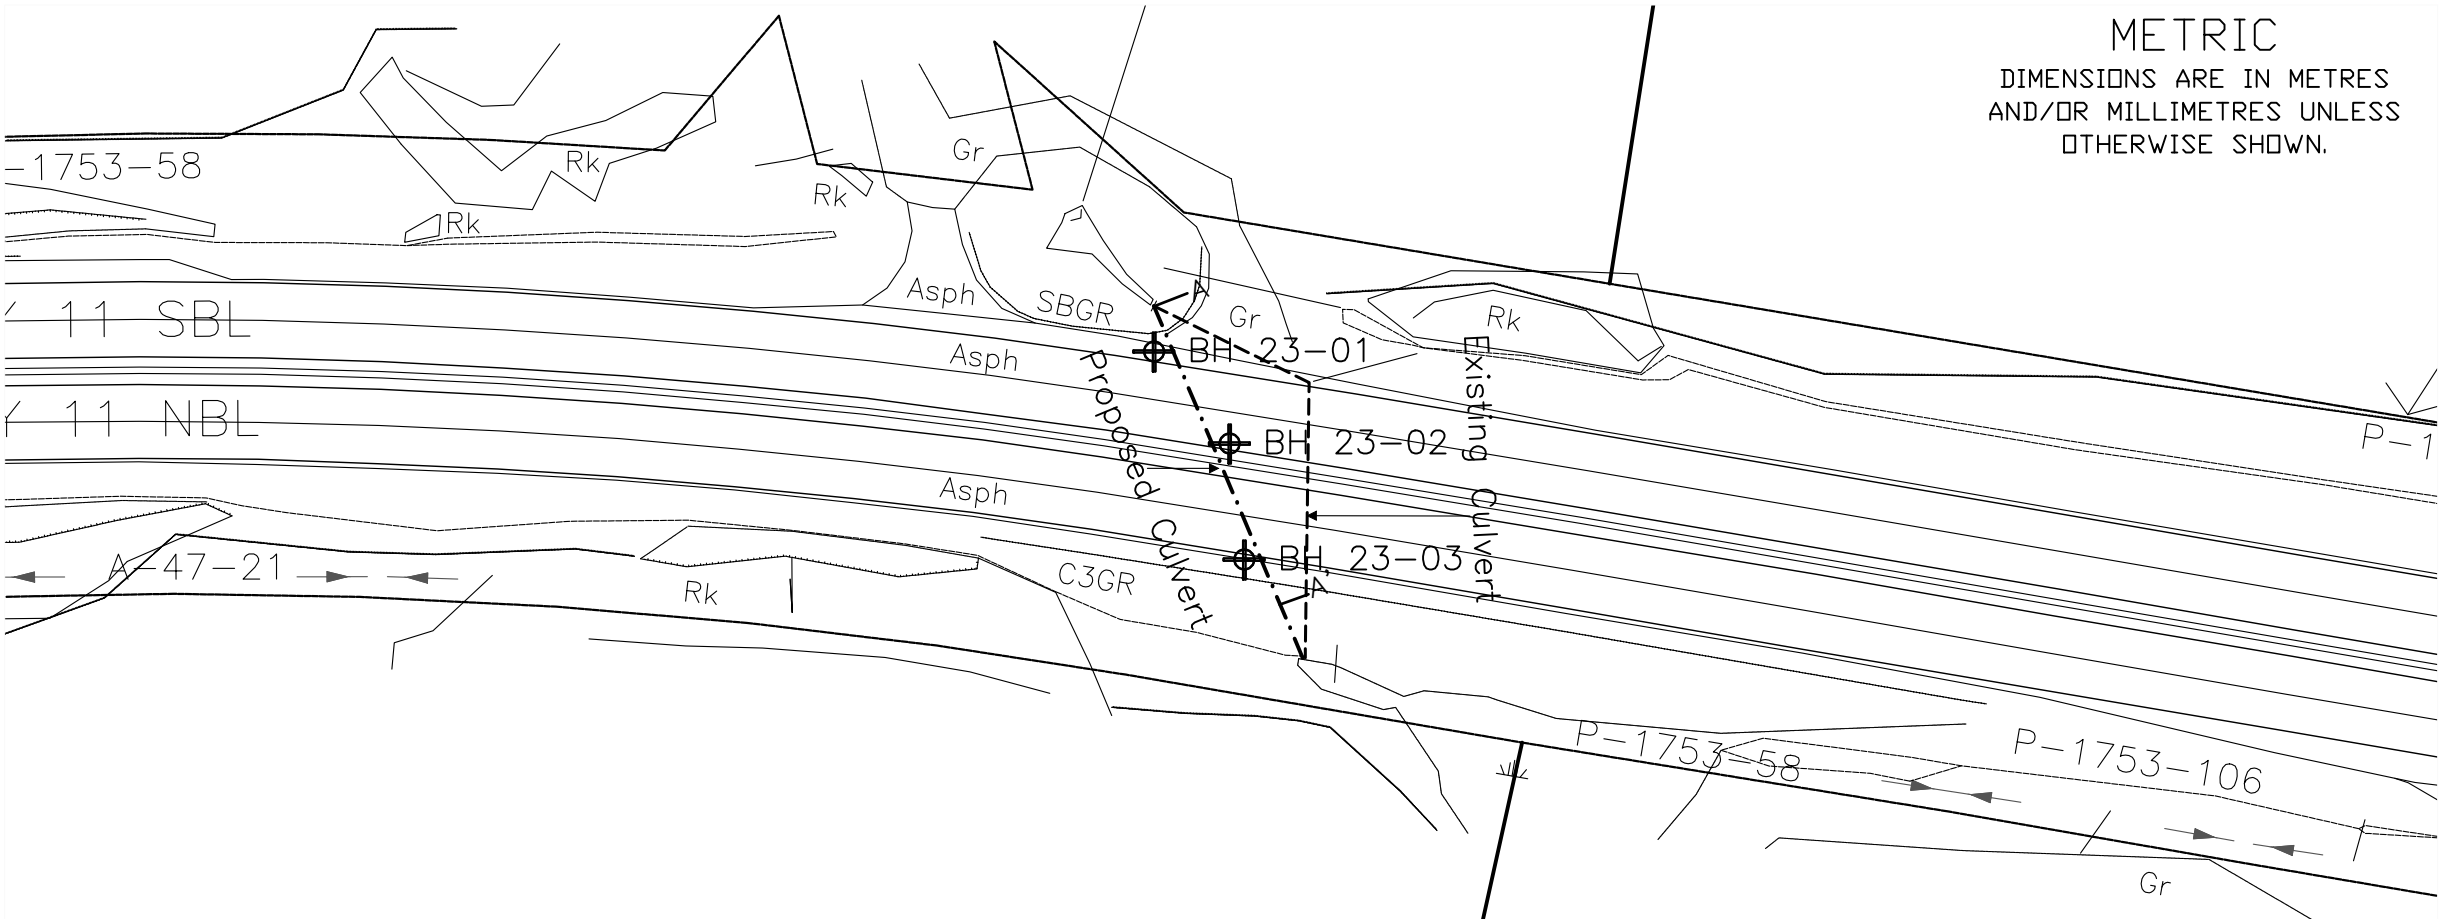 METRIC
DIMENSIONS ARE IN METRES
AND/OR MILLIMETRES UNLESS
OTHERWISE SHOWN.
-1753-58
Rk
Gr
Rk
Rk
Asph
SBGR
A
Gr
Rk
Y 11 SBL
Asph
BH 23-01
Proposed Culvert
Existing Culvert
Y 11 NBL
BH 23-02
P-1
Asph
BH 23-03
A-47-21
Rk
C3GR
A
P-1753-58
P-1753-106
Gr